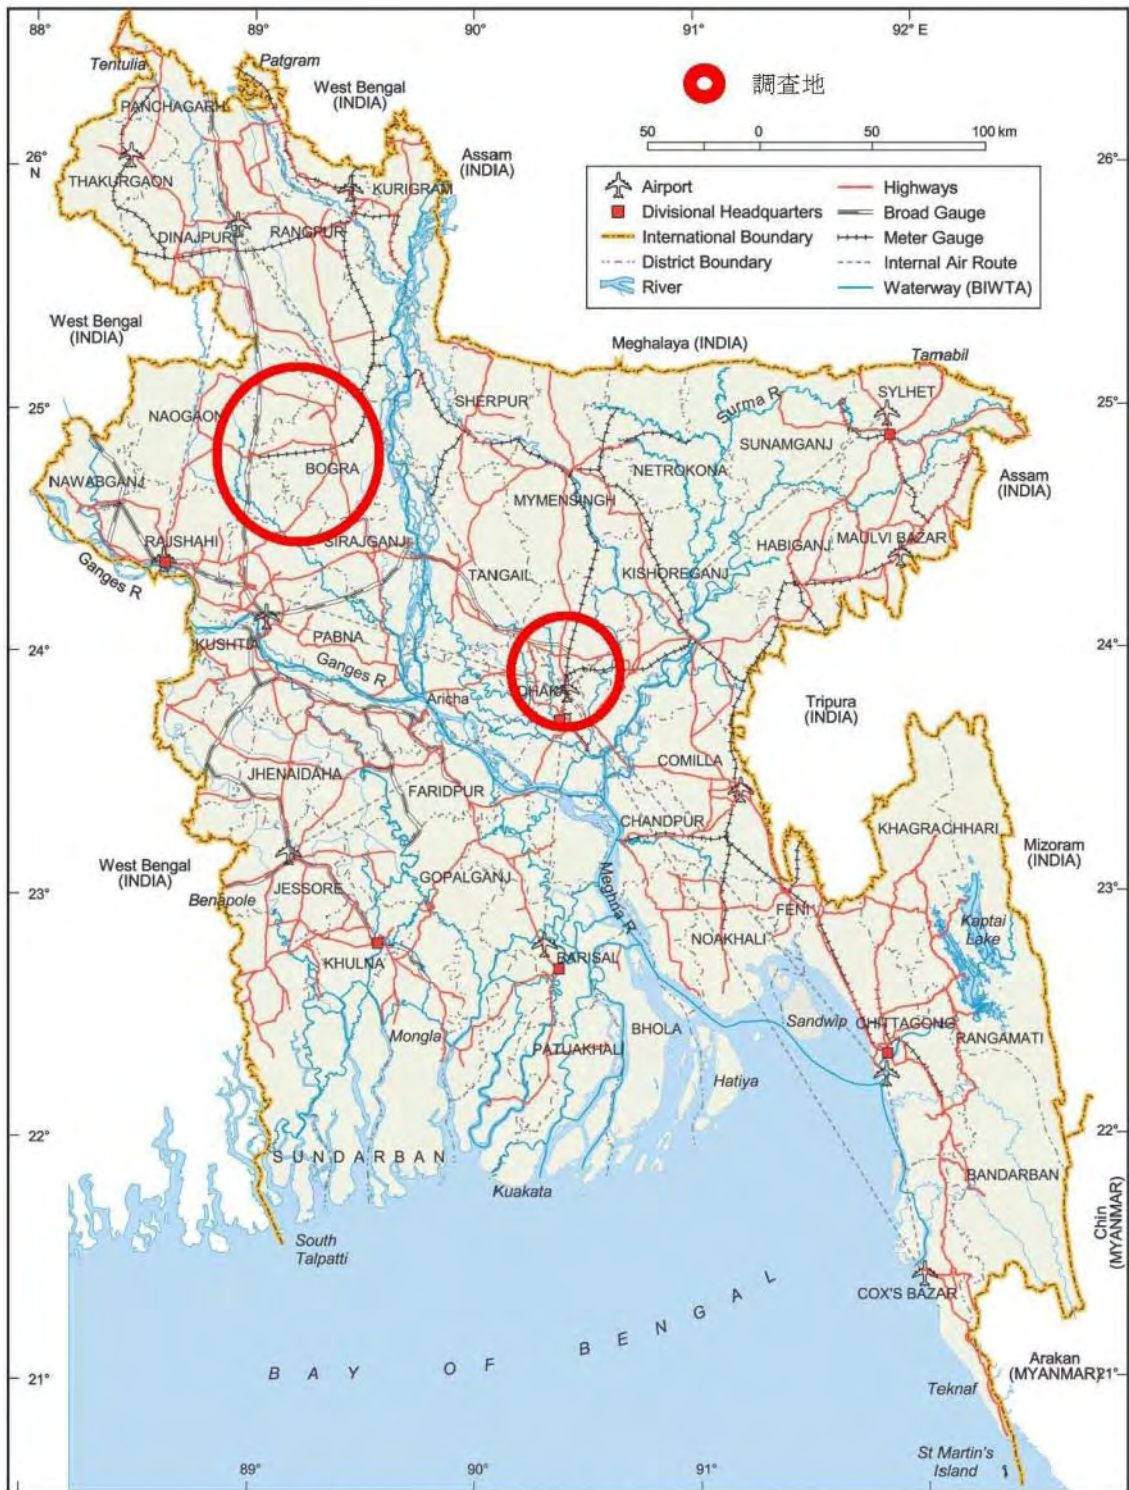 88°
89°
90°
91°
92° E
Tentulia
Patgram
West Bengal
(INDIA)
調査地
PANCHAGARH
50
0
50
100 km
26°
N
Assam
(INDIA)
26°
THAKURGAON
KURIGRAM
DINAJPUR
RANGPUR
Airport
Divisional Headquarters
International Boundary
District Boundary
River
Highways
Broad Gauge
Meter Gauge
Internal Air Route
Waterway (BIWTA)
West Bengal
(INDIA)
Meghalaya (INDIA)
Tamabil
25°
NAOGAON
SHERPUR
Surma R
SYLHET
25°
SUNAMGANJ
NETROKONA
BOGRA
NAWABGANJ
MYMENSINGH
Assam
(INDIA)
RAJSHAHI
SIRAJGANJ
HABIGANJ
MAULVI BAZAR
Ganges R
TANGAIL
KISHOREGANJ
KUSHTIA
PABNA
24°
Ganges R
24°
Aricha
DHAKA
Tripura
(INDIA)
COMILLA
JHENAIDAHA
FARIDPUR
CHANDPUR
KHAGRACHHARI
West Bengal
(INDIA)
Mizoram
(INDIA)
GOPALGANJ
23°
JESSORE
Benapole
Meghna R
FENI
23°
Kaptai
Lake
NOAKHALI
KHULNA
BARISAL
Mongla
BHOLA
Sandwip
CHITTAGONG
RANGAMATI
PATUAKHALI
Hatiya
22°
22°
SUNDARBAN
BANDARBAN
Kuakata
Chin
(MYANMAR)
South
Talpatti
COX'S BAZAR
BAY OF BENGAL
21°
Arakan
(MYANMAR)
21°
Teknaf
St Martin's
Island
89°
90°
91°